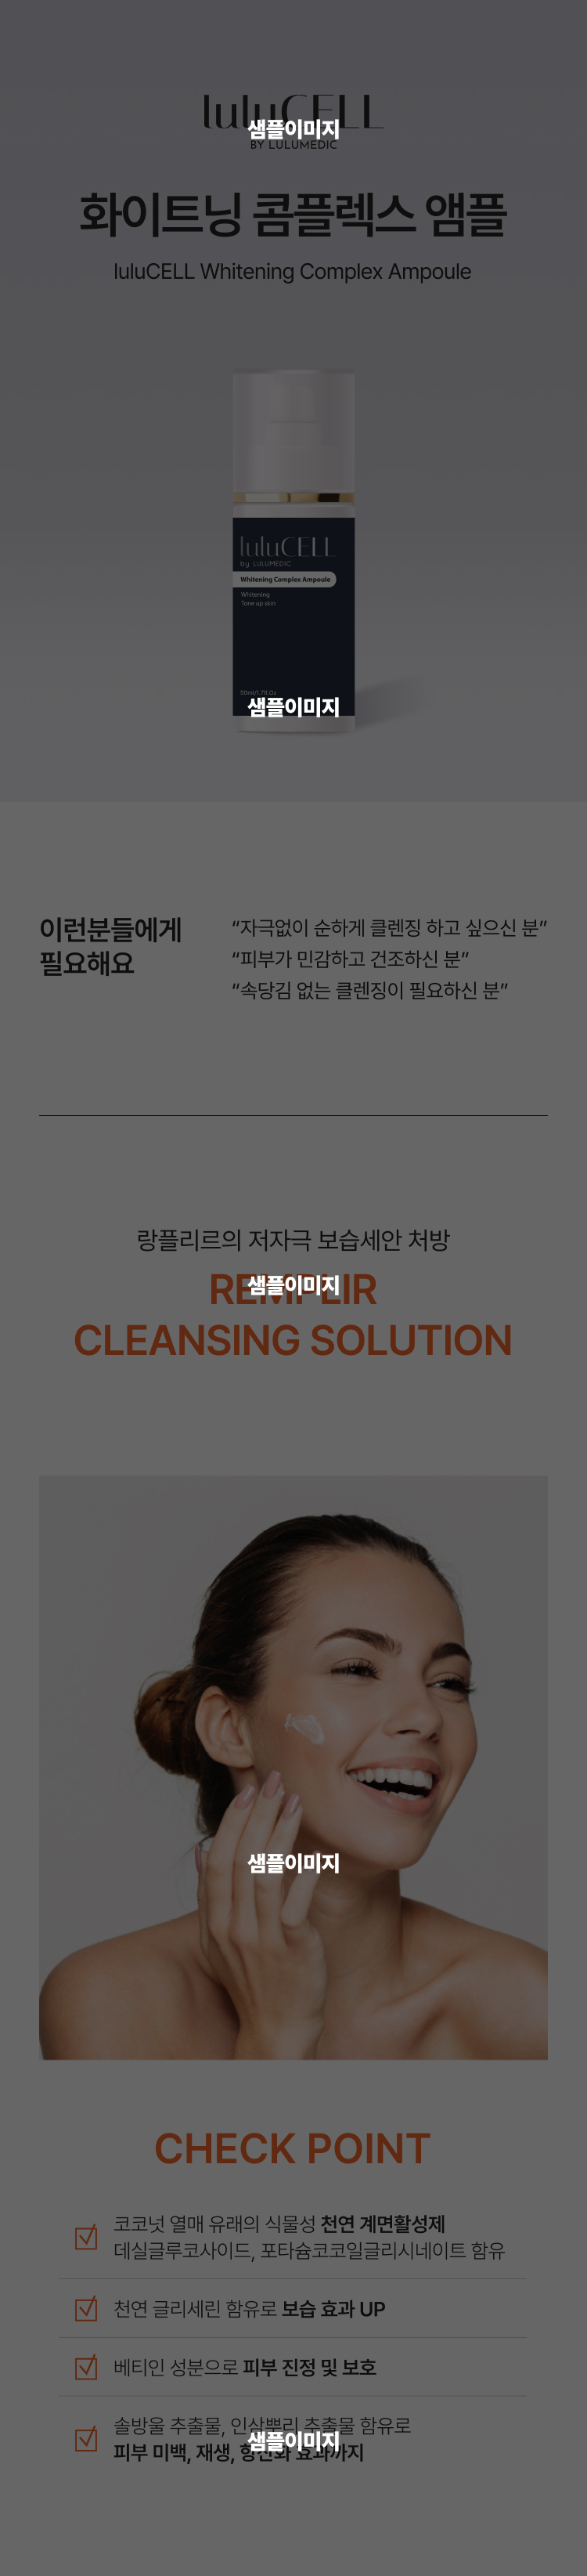 luluCELL
샘플이미지
BY LULUMEDIC
화이트닝 콤플렉스 앰플
luluCELL Whitening Complex Ampoule
luluCELL
by LULUMEDIC
Whitening Complex Ampoule
Whitening
Tone up skin
50ml/1.7fl.Oz
샘플이미지
이런분들에게
필요해요
“자극없이 순하게 클렌징 하고 싶으신 분”
“피부가 민감하고 건조하신 분”
“속당김 없는 클렌징이 필요하신 분”
랑플리르의 저자극 보습세안 처방
REMPLIR
샘플이미지
CLEANSING SOLUTION
샘플이미지
CHECK POINT
코코넛 열매 유래의 식물성 천연 계면활성제
데실글루코사이드, 포타슘코코일글리시네이트 함유
천연 글리세린 함유로 보습 효과 UP
베티인 성분으로 피부 진정 및 보호
솔방울 추출물, 인삼뿌리 추출물 함유로
샘플이미지
피부 미백, 재생, 항산화 효과까지